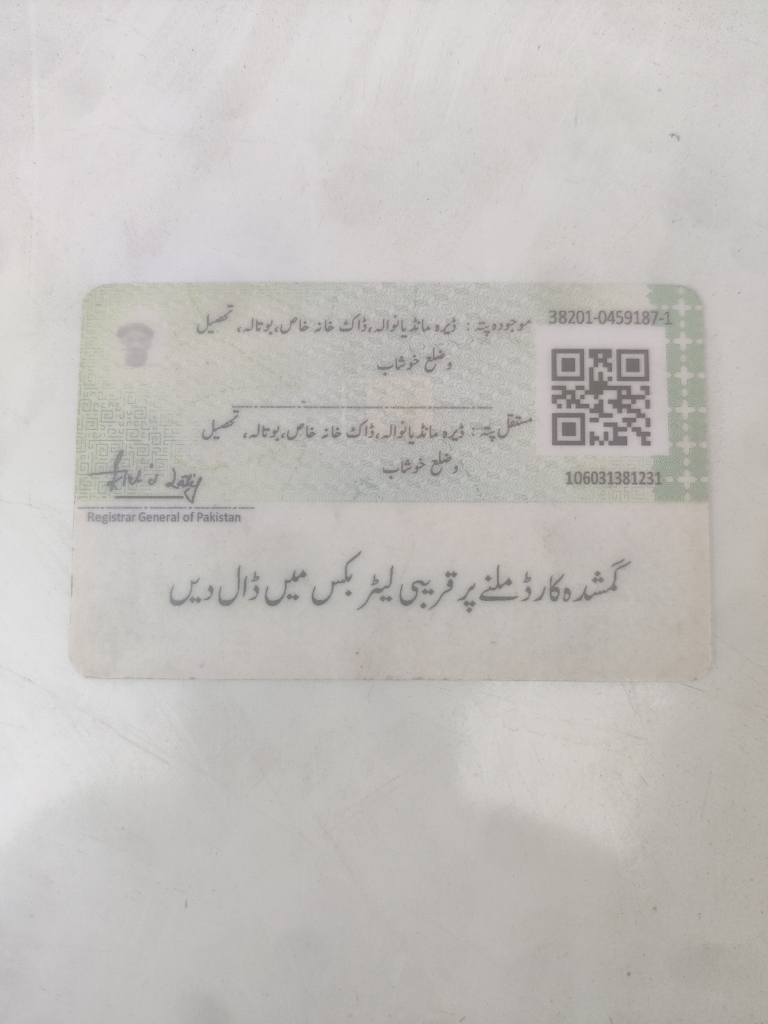 موجودہ پتہ : ڈیرہ مانڈیانوالہ، ڈاک خانہ خاص، بوتالہ، تحصیل
وضلع خوشاب
38201-0459187-1
مستقل پتہ : ڈیرہ مانڈیانوالہ، ڈاک خانہ خاص، بوتالہ، تحصیل
وضلع خوشاب
106031381231
Registrar General of Pakistan
گمشدہ کارڈ ملنے پر قریبی لیٹر بکس میں ڈال دیں